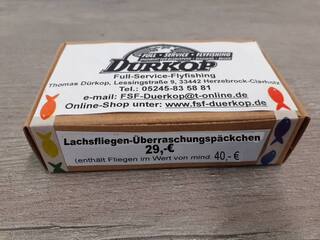 FULL · SERVICE · FLYFISHING
DÜRKOP
Full-Service-Flyfishing
Thomas Dürkop, Lessingstraße 9, 33442 Herzebrock-Clarholz
Tel.: 05245-83 58 81
e-mail: FSF-Duerkop@t-online.de
Online-Shop unter: www.fsf-duerkop.de
Lachsfliegen-Überraschungspäckchen
29,-€
(enthält Fliegen im Wert von mind. 40,-€